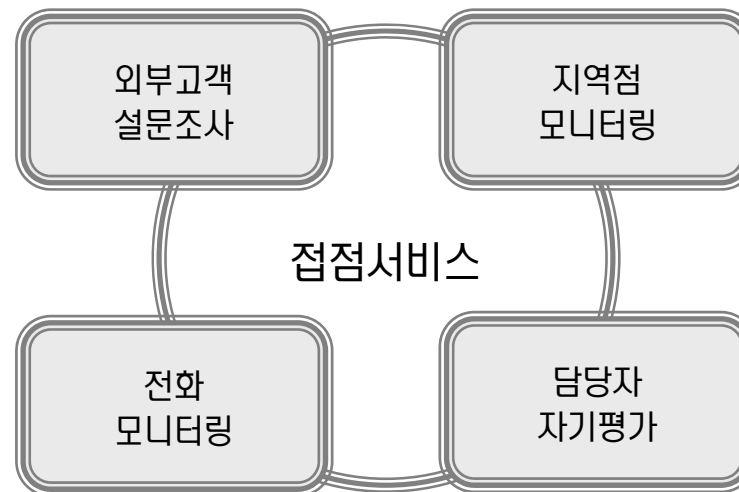 외부고객
설문조사
지역점
모니터링
접점서비스
전화
모니터링
담당자
자기평가